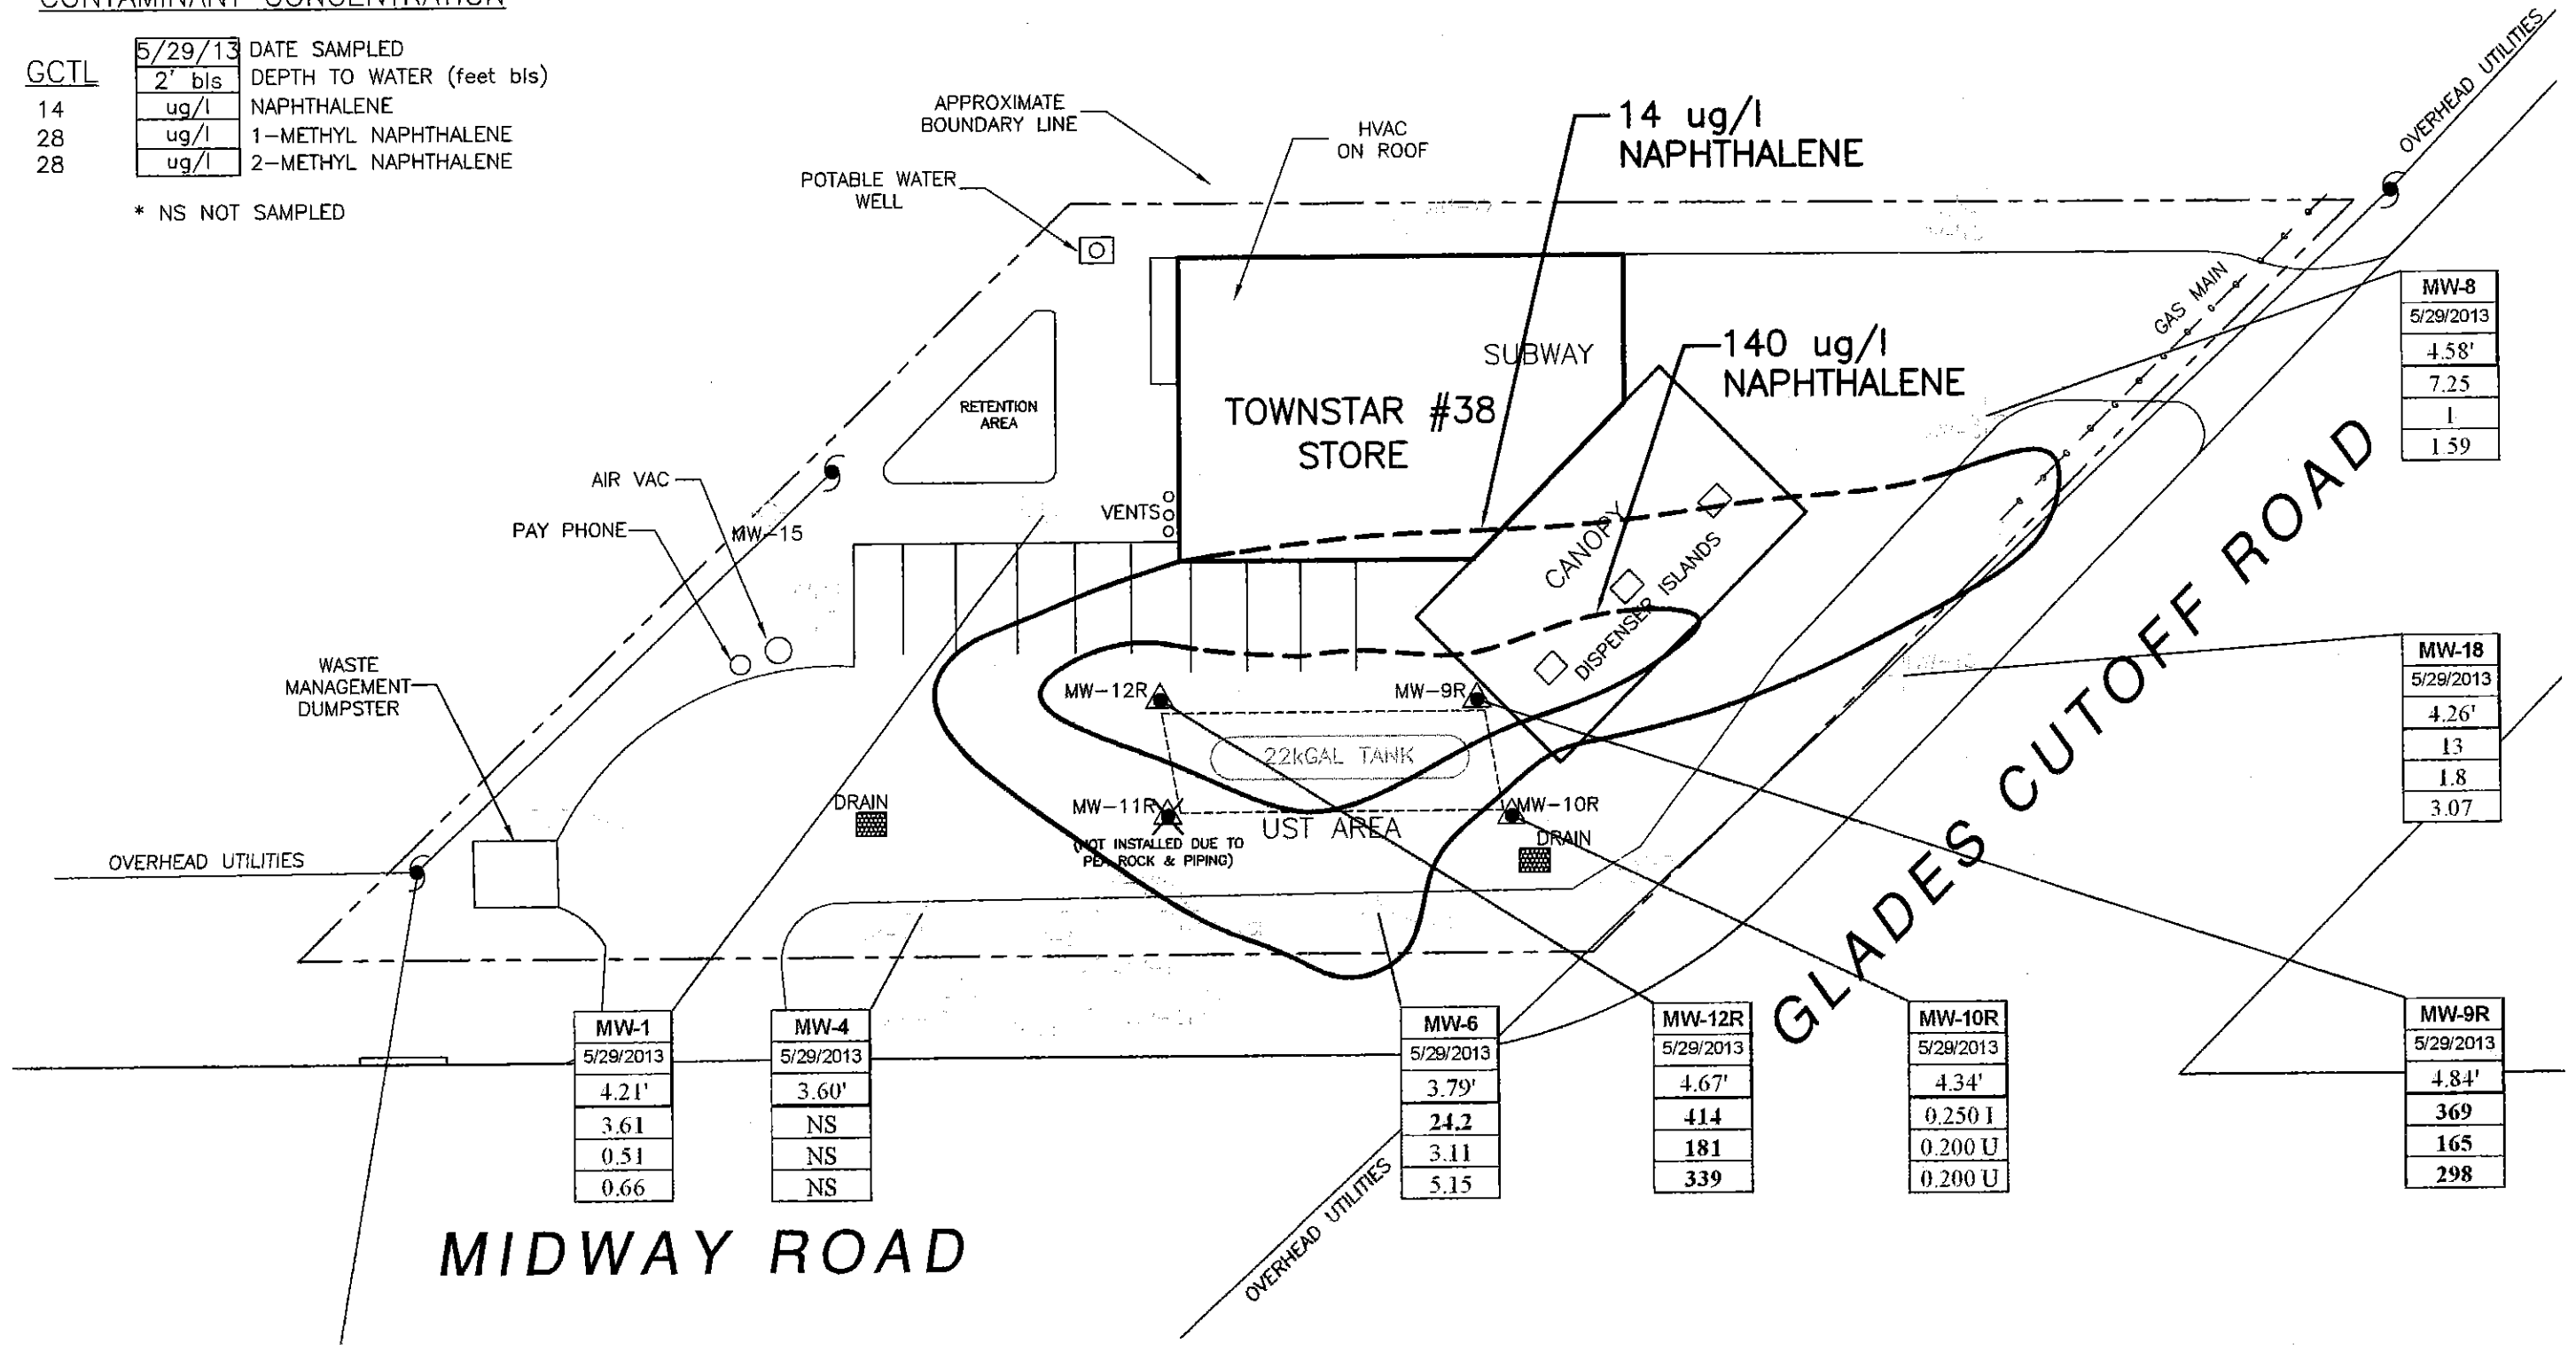 CONTAMINANT CONCENTRATION
GCTL
5/29/13 DATE SAMPLED
2' bls DEPTH TO WATER (feet bls)
14 ug/l NAPHTHALENE
28 ug/l 1-METHYL NAPHTHALENE
28 ug/l 2-METHYL NAPHTHALENE
* NS NOT SAMPLED
APPROXIMATE
BOUNDARY LINE
HVAC
ON ROOF
14 ug/l
NAPHTHALENE
OVERHEAD UTILITIES
POTABLE WATER
WELL
GAS MAIN
SUBWAY
140 ug/l
NAPHTHALENE
TOWNSTAR #38
STORE
RETENTION
AREA
AIR VAC
PAY PHONE
MW-15
VENTS
CANOPY
DISPENSER ISLANDS
WASTE
MANAGEMENT
DUMPSTER
MW-12R
MW-9R
22kGAL TANK
DRAIN
MW-11R
(NOT INSTALLED DUE TO
PEA ROCK & PIPING)
UST AREA
MW-10R
DRAIN
OVERHEAD UTILITIES
GLADES CUTOFF ROAD
MW-8
5/29/2013
4.58'
7.25
1
1.59
MW-18
5/29/2013
4.26'
13
1.8
3.07
MW-1
5/29/2013
4.21'
3.61
0.51
0.66
MW-4
5/29/2013
3.60'
NS
NS
NS
MW-6
5/29/2013
3.79'
24.2
3.11
5.15
MW-12R
5/29/2013
4.67'
414
181
339
MW-10R
5/29/2013
4.34'
0.250 I
0.200 U
0.200 U
MW-9R
5/29/2013
4.84'
369
165
298
OVERHEAD UTILITIES
MIDWAY ROAD